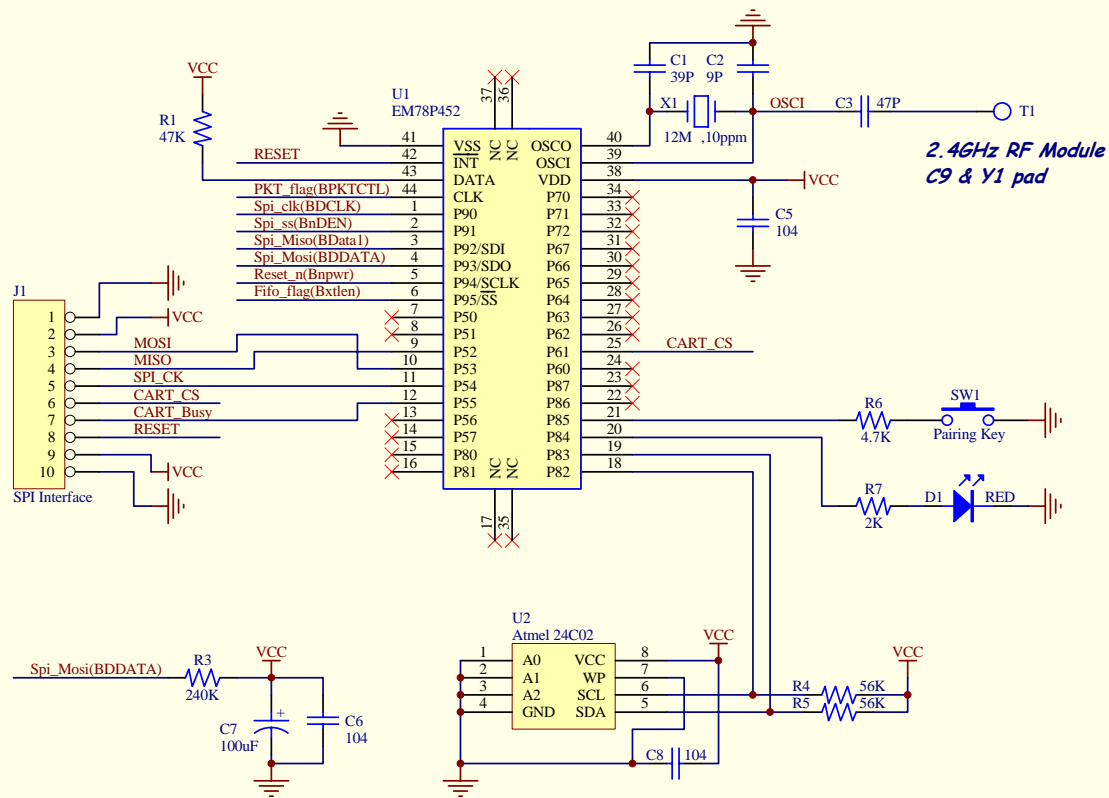 C1
39P
C2
9P
X1
12M ,10ppm
OSCI
C3
47P
T1
2.4GHz RF Module
C9 & Y1 pad
VCC
R1
47K
U1
EM78P452
37
36
NC
NC
41
VSS
OSCO
40
RESET
42
INT
OSCI
39
43
DATA
VDD
38
VCC
PKT_flag(BPKTCTL)
44
CLK
P70
34
Spi_clk(BDCLK)
1
P90
P71
33
Spi_ss(BnDEN)
2
P91
P72
32
Spi_Miso(BData1)
3
P92/SDI
P67
31
Spi_Mosi(BDDATA)
4
P93/SDO
P66
30
Reset_n(Bnpwr)
5
P94/SCLK
P65
29
Fifo_flag(Bxtlen)
6
P95/SS
P64
28
7
P50
P63
27
8
P51
P62
26
9
P52
P61
25
CART_CS
10
P53
P60
24
11
P54
P87
23
12
P55
P86
22
13
P56
P85
21
14
P57
P84
20
15
P80
P83
19
16
P81
P82
18
NC
NC
17
35
C5
104
J1
1
2
VCC
3
MOSI
4
MISO
5
SPI_CK
6
CART_CS
7
CART_Busy
8
RESET
9
VCC
10
SPI Interface
R6
4.7K
SW1
Pairing Key
R7
2K
D1
RED
Spi_Mosi(BDDATA)
R3
240K
VCC
+
C7
100uF
C6
104
U2
Atmel 24C02
1
A0
VCC
8
2
A1
WP
7
3
A2
SCL
6
4
GND
SDA
5
VCC
C8
104
R4
56K
R5
56K
VCC